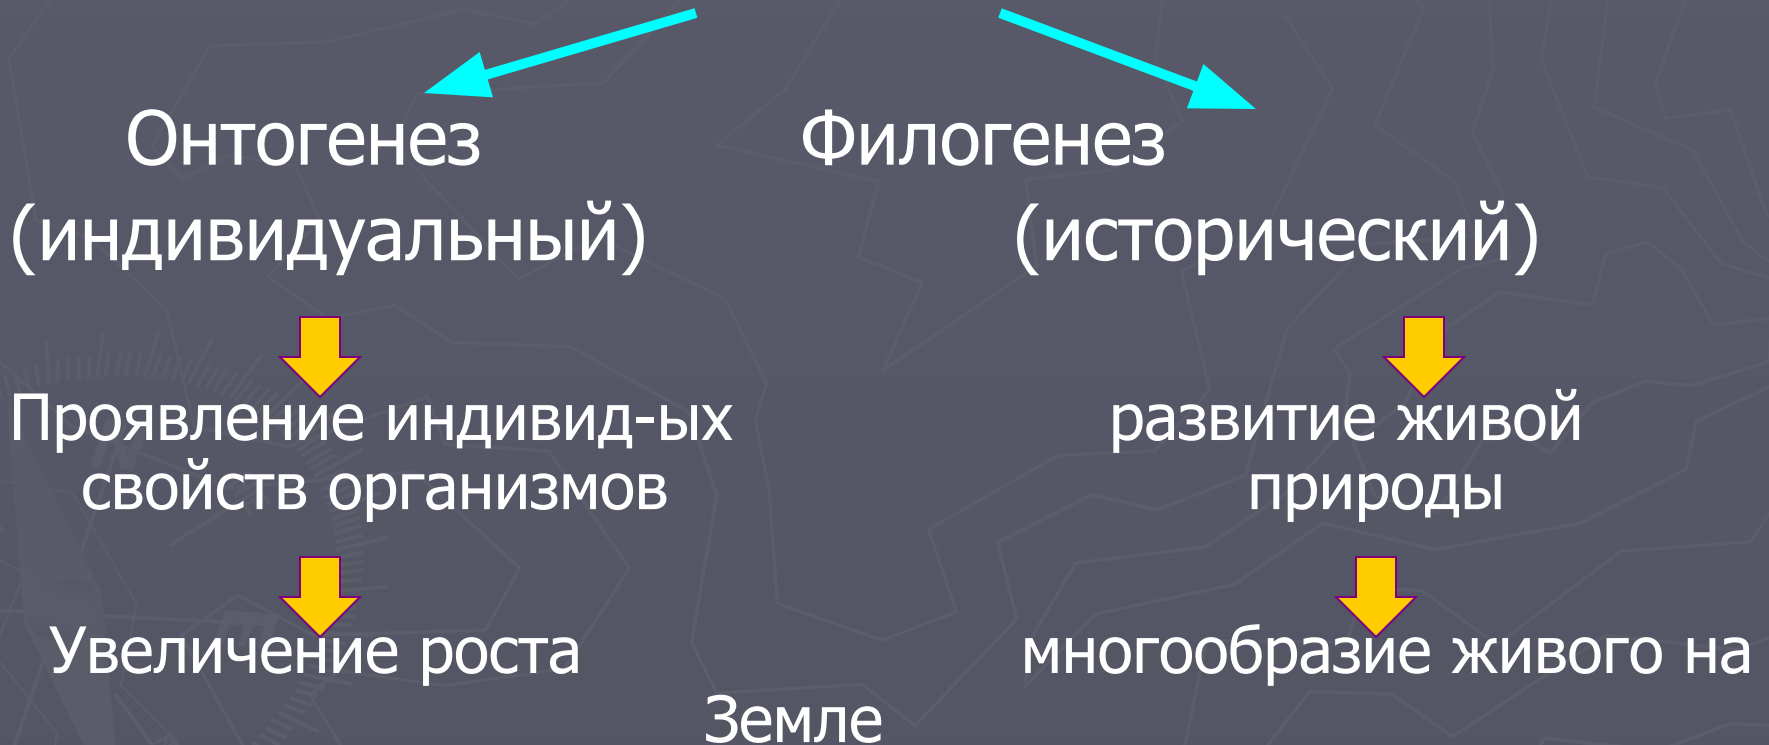 Онтогенез Филогенез
(индивидуальный) (исторический)
Проявление индивид-ых развитие живой
свойств организмов природы
Увеличение роста многообразие живого на
Земле